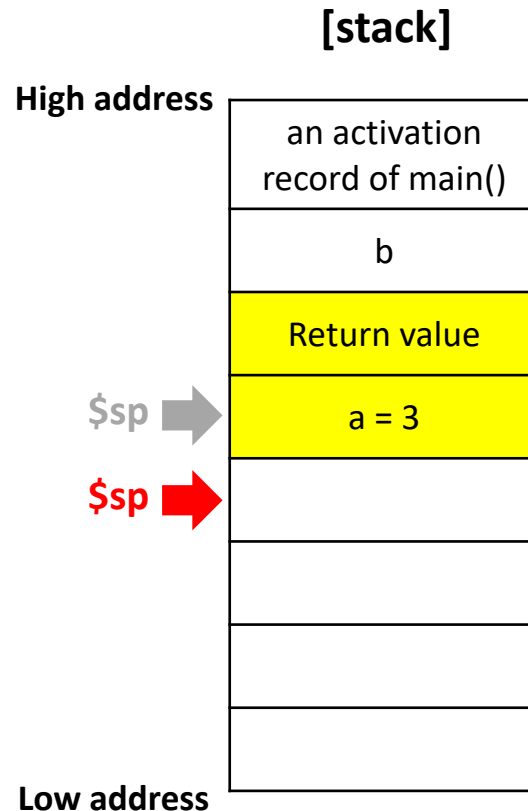 [stack]
High address
an activation
record of main()
b
Return value
$sp
a = 3
$sp
Low address